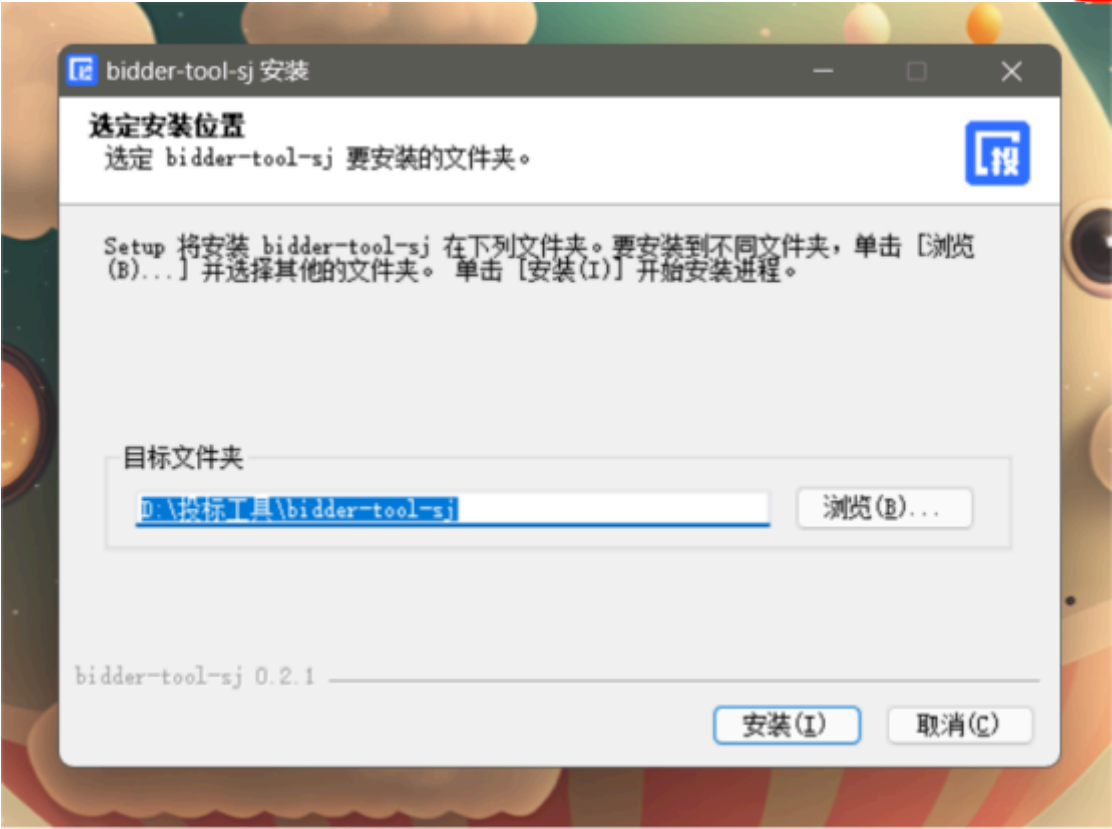 bidder-tool-sj 安装
选定安装位置
选定 bidder-tool-sj 要安装的文件夹。
投
Setup 将安装 bidder-tool-sj 在下列文件夹。要安装到不同文件夹，单击 [浏览
(B)...] 并选择其他的文件夹。 单击 [安装(I)] 开始安装进程。
目标文件夹
D:\投标工具\bidder-tool-sj
浏览(B)...
bidder-tool-sj 0.2.1
安装(I)
取消(C)